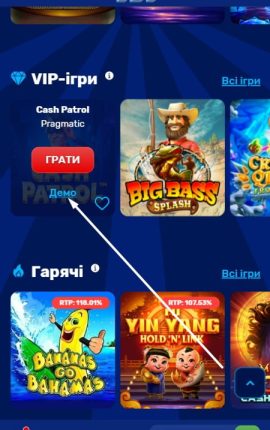 VIP-ігри
Всі ігри
Cash Patrol
Pragmatic
ГРАТИ
Демо
BIG BASS
SPLASH
Гарячі
Всі ігри
RTP: 118.01%
RTP: 107.53%
BANANAS
GO
BAHAMAS
YIN YANG
HOLD 'N' LINK